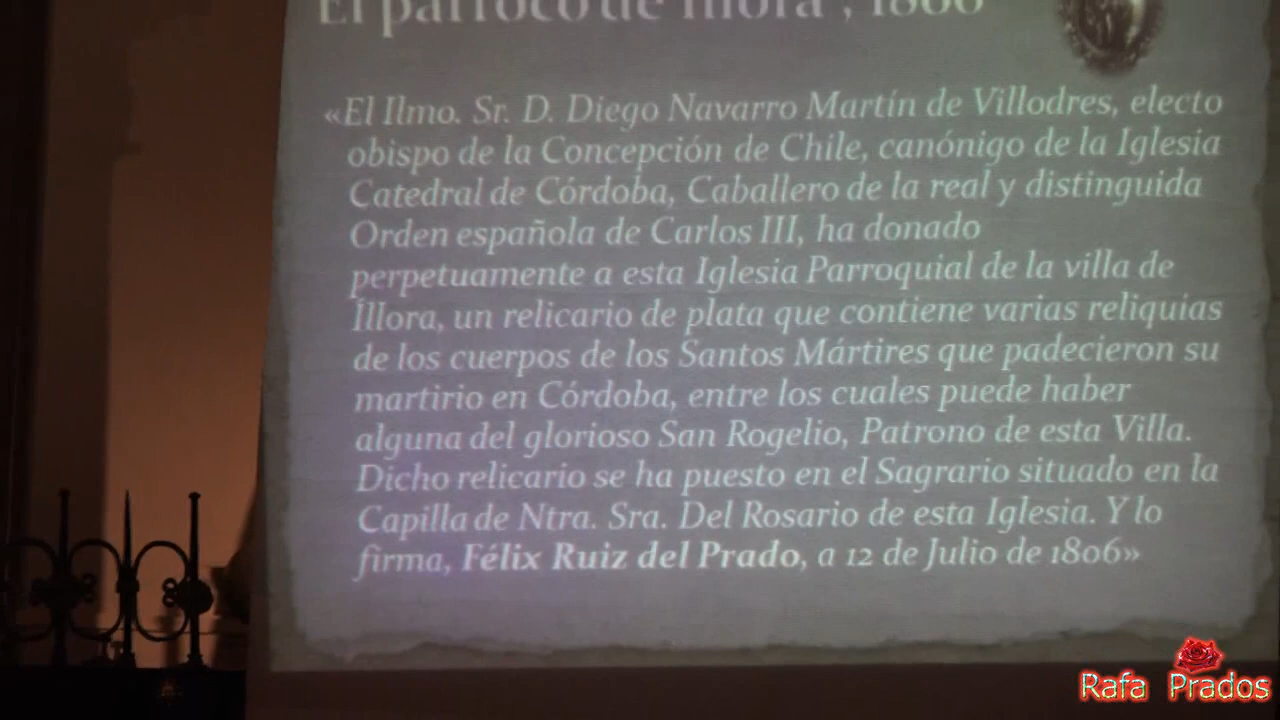 El párroco de Íllora , 1806
«El Ilmo. Sr. D. Diego Navarro Martín de Villodres, electo
obispo de la Concepción de Chile, canónigo de la Iglesia
Catedral de Córdoba, Caballero de la real y distinguida
Orden española de Carlos III, ha donado
perpetuamente a esta Iglesia Parroquial de la villa de
Íllora, un relicario de plata que contiene varias reliquias
de los cuerpos de los Santos Mártires que padecieron su
martirio en Córdoba, entre los cuales puede haber
alguna del glorioso San Rogelio, Patrono de esta Villa.
Dicho relicario se ha puesto en el Sagrario situado en la
Capilla de Ntra. Sra. Del Rosario de esta Iglesia. Y lo
firma, Félix Ruiz del Prado, a 12 de Julio de 1806»
Rafa Prados